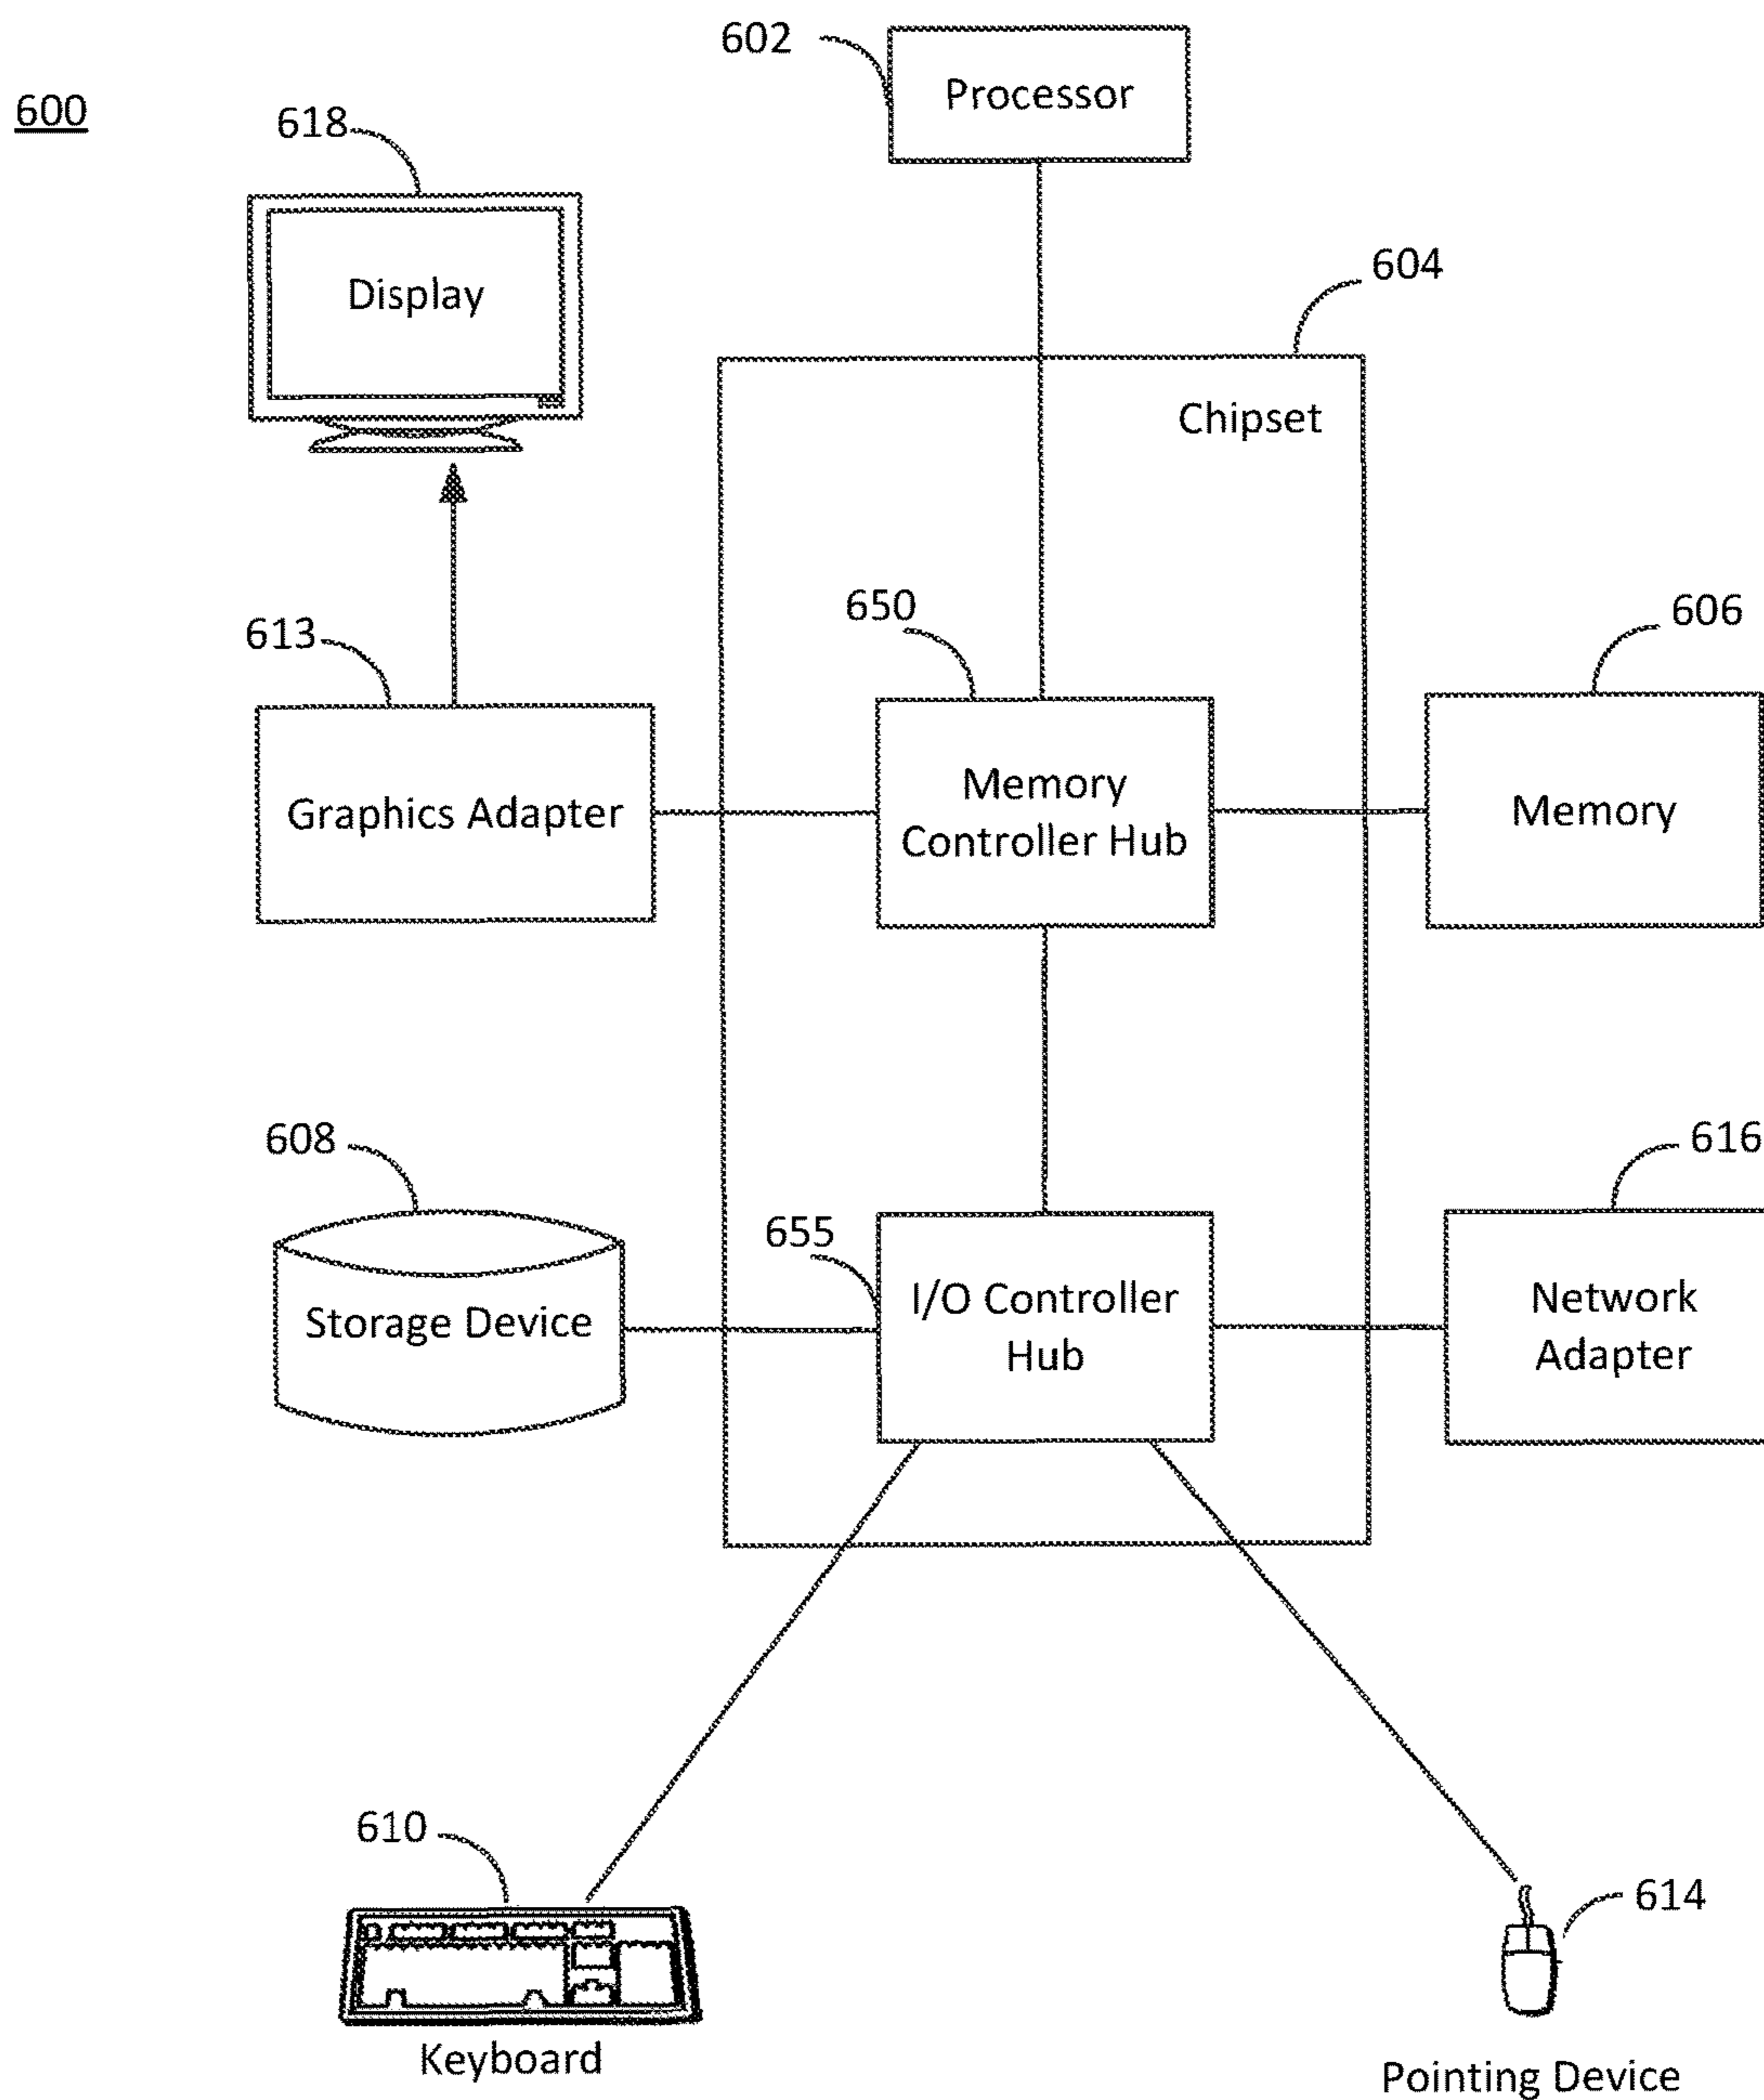 602
Processor
600
618
Display
604
Chipset
650
606
613
Memory
Controller Hub
Graphics Adapter
Memory
608
616
655
I/O Controller
Hub
Storage Device
Network
Adapter
610
614
Keyboard
Pointing Device